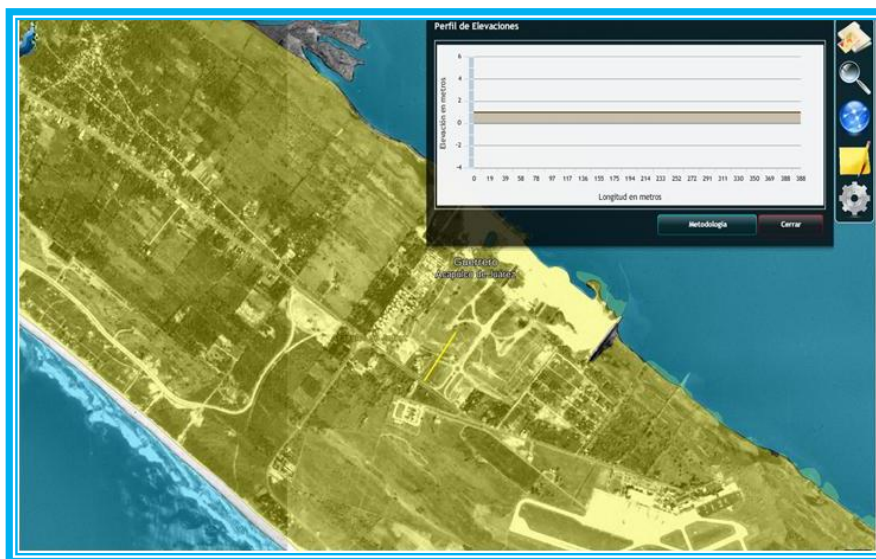 Perfil de Elevaciones
Elevación en metros
6
4
2
0
-2
-4
0 19 39 58 78 97 117 136 155 175 194 214 233 252 272 291 311 330 350 369 388 388
Longitud en metros
Metodología Cerrar
Guerrero
Acapulco de Juárez